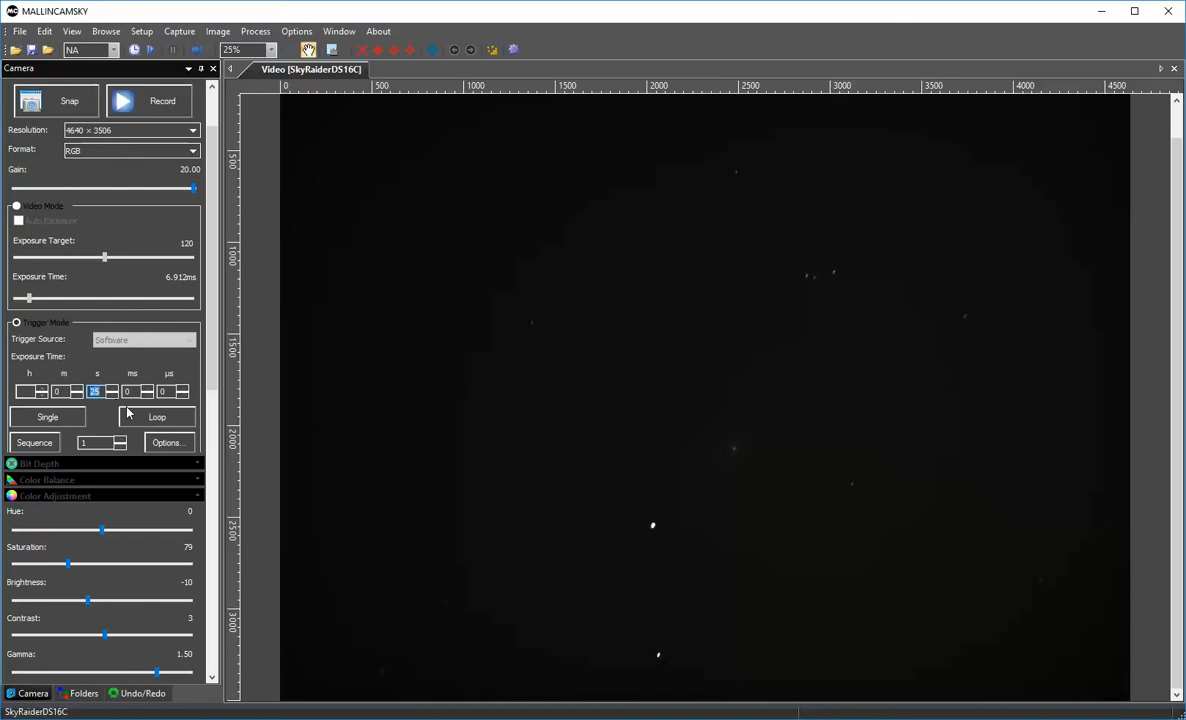 MALLINCAMSKY
File Edit View Browse Setup Capture Image Process Options Window About
NA 25%
Camera
Video [SkyRaiderDS16C]
Snap Record
0 500 1000 1500 2000 2500 3000 3500 4000 4500
500 1000 1500 2000 2500 3000
Resolution: 4640 × 3506
Format: RGB
Gain: 20.00
Video Mode
Auto Exposure
Exposure Target: 120
Exposure Time: 6.912ms
Trigger Mode
Trigger Source: Software
Exposure Time:
h m s ms µs
0 25 0 0
Single Loop
Sequence 1 Options...
Bit Depth
Color Balance
Color Adjustment
Hue: 0
Saturation: 79
Brightness: -10
Contrast: 3
Gamma: 1.50
Camera Folders Undo/Redo
SkyRaiderDS16C